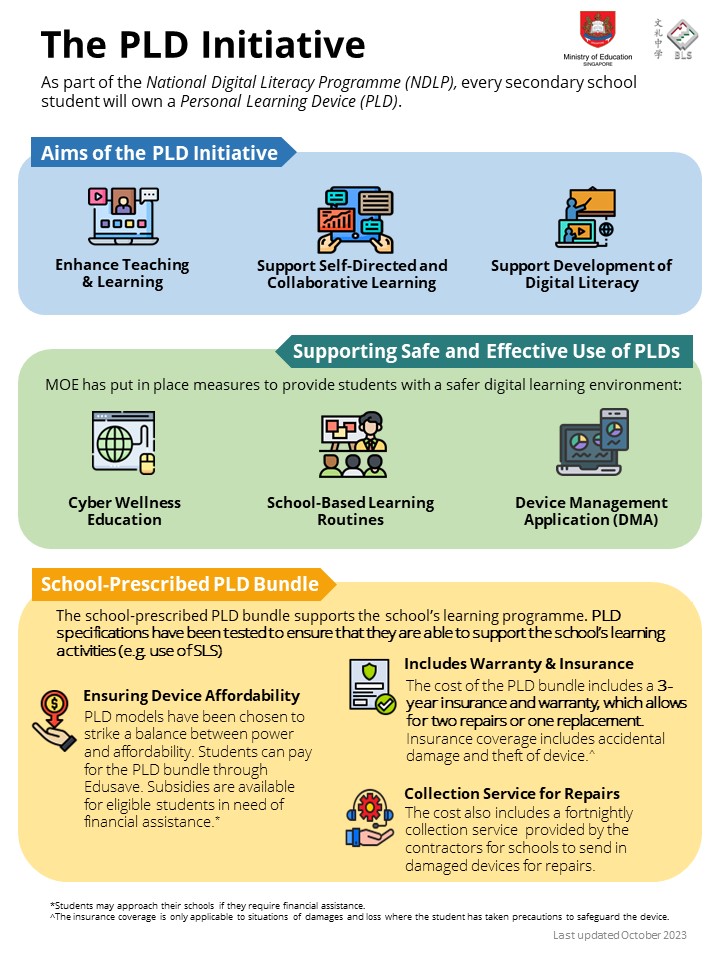 The PLD Initiative
Ministry of Education
SINGAPORE
文礼中学
BLS
As part of the National Digital Literacy Programme (NDLP), every secondary school
student will own a Personal Learning Device (PLD).
Aims of the PLD Initiative
Enhance Teaching
& Learning
Support Self-Directed and
Collaborative Learning
Support Development of
Digital Literacy
Supporting Safe and Effective Use of PLDs
MOE has put in place measures to provide students with a safer digital learning environment:
Cyber Wellness
Education
School-Based Learning
Routines
Device Management
Application (DMA)
School-Prescribed PLD Bundle
The school-prescribed PLD bundle supports the school’s learning programme. PLD
specifications have been tested to ensure that they are able to support the school’s learning
activities (e.g. use of SLS)
Ensuring Device Affordability
PLD models have been chosen to
strike a balance between power
and affordability. Students can pay
for the PLD bundle through
Edusave. Subsidies are available
for eligible students in need of
financial assistance.*
Includes Warranty & Insurance
The cost of the PLD bundle includes a 3-
year insurance and warranty, which allows
for two repairs or one replacement.
Insurance coverage includes accidental
damage and theft of device.^
Collection Service for Repairs
The cost also includes a fortnightly
collection service provided by the
contractors for schools to send in
damaged devices for repairs.
*Students may approach their schools if they require financial assistance.
^The insurance coverage is only applicable to situations of damages and loss where the student has taken precautions to safeguard the device.
Last updated October 2023